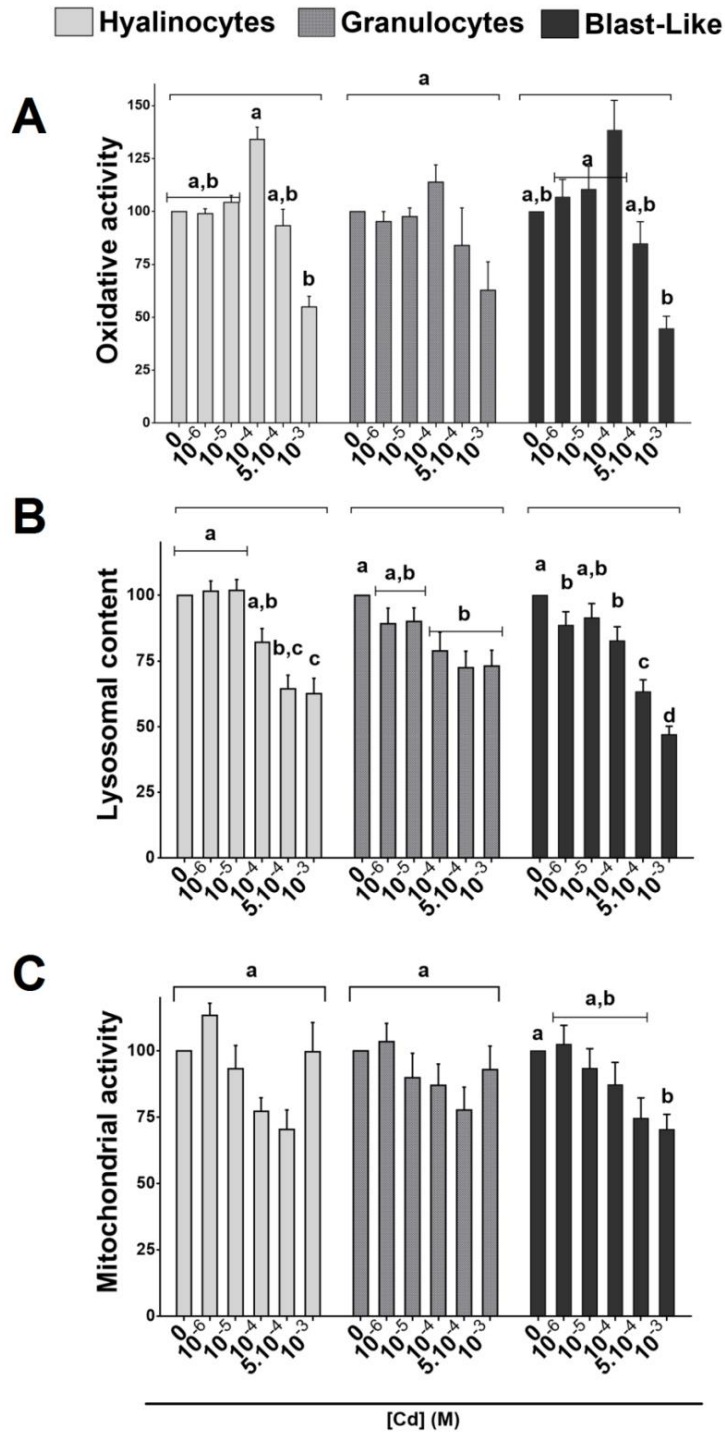 Hyalinocytes Granulocytes Blast-Like
A
Oxidative activity
150
125
100
75
50
25
0
a,b a a,b b
a
a,b a a,b b
0 10⁻⁶ 10⁻⁵ 10⁻⁴ 5.10⁻⁴ 10⁻³
0 10⁻⁶ 10⁻⁵ 10⁻⁴ 5.10⁻⁴ 10⁻³
0 10⁻⁶ 10⁻⁵ 10⁻⁴ 5.10⁻⁴ 10⁻³
B
Lysosomal content
100
75
50
25
0
a a,b b,c c
a a,b b
a b a,b b c d
0 10⁻⁶ 10⁻⁵ 10⁻⁴ 5.10⁻⁴ 10⁻³
0 10⁻⁶ 10⁻⁵ 10⁻⁴ 5.10⁻⁴ 10⁻³
0 10⁻⁶ 10⁻⁵ 10⁻⁴ 5.10⁻⁴ 10⁻³
C
Mitochondrial activity
100
75
50
25
0
a
a
a a,b b
0 10⁻⁶ 10⁻⁵ 10⁻⁴ 5.10⁻⁴ 10⁻³
0 10⁻⁶ 10⁻⁵ 10⁻⁴ 5.10⁻⁴ 10⁻³
0 10⁻⁶ 10⁻⁵ 10⁻⁴ 5.10⁻⁴ 10⁻³
[Cd] (M)